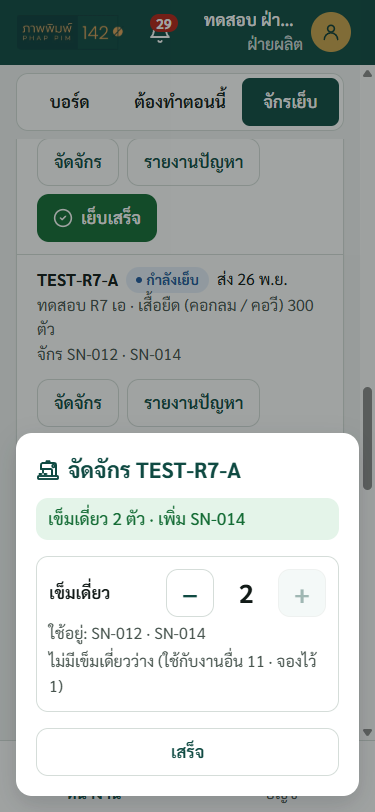 ภาพพิมพ์ 142
PHAP PIM
29
ทดสอบ ฝ่า...
ฝ่ายผลิต
บอร์ด ต้องทำตอนนี้ จักรเย็บ
จัดจักร รายงานปัญหา
เย็บเสร็จ
TEST-R7-A • กำลังเย็บ ส่ง 26 พ.ย.
ทดสอบ R7 เอ · เสื้อยืด (คอกลม / คอวี) 300
ตัว
จักร SN-012 · SN-014
จัดจักร รายงานปัญหา
จัดจักร TEST-R7-A
เข็มเดี่ยว 2 ตัว · เพิ่ม SN-014
เข็มเดี่ยว − 2 +
ใช้อยู่: SN-012 · SN-014
ไม่มีเข็มเดี่ยวว่าง (ใช้กับงานอื่น 11 · จองไว้
1)
เสร็จ